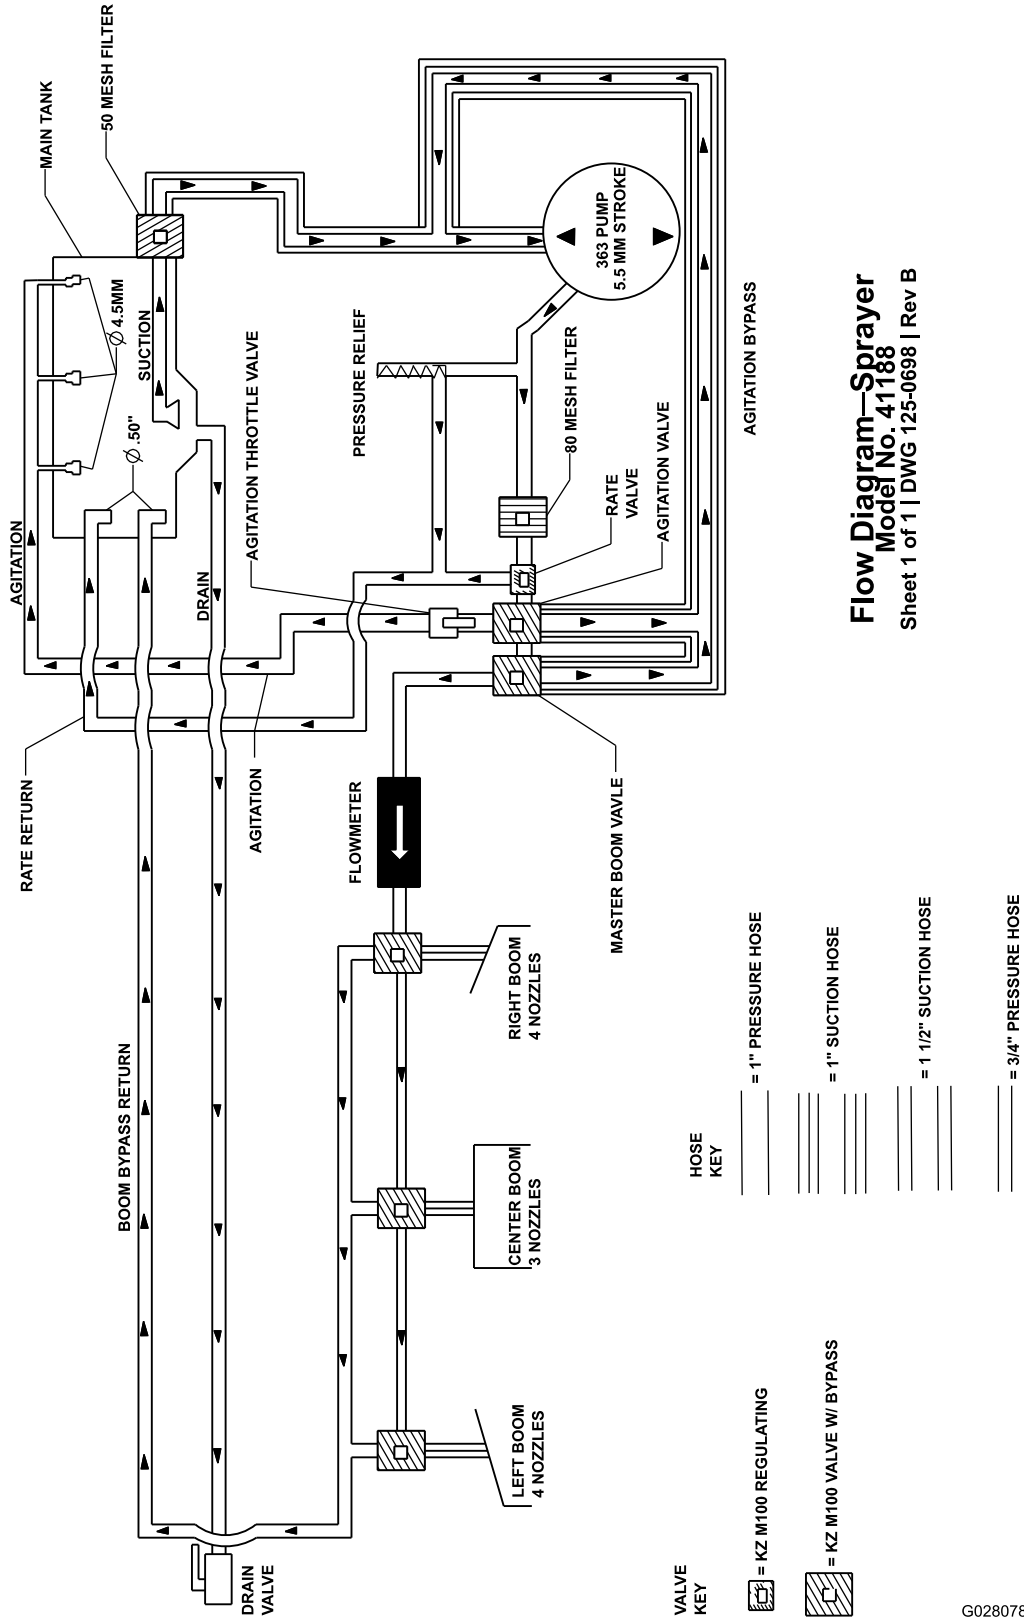 MAIN TANK
50 MESH FILTER
AGITATION
Ø 4.5MM
SUCTION
Ø .50"
DRAIN
AGITATION THROTTLE VALVE
PRESSURE RELIEF
363 PUMP
5.5 MM STROKE
80 MESH FILTER
RATE
VALVE
AGITATION VALVE
AGITATION BYPASS
RATE RETURN
AGITATION
FLOWMETER
MASTER BOOM VAVLE
BOOM BYPASS RETURN
RIGHT BOOM
4 NOZZLES
CENTER BOOM
3 NOZZLES
LEFT BOOM
4 NOZZLES
DRAIN
VALVE
HOSE
KEY
= 1" PRESSURE HOSE
= 1" SUCTION HOSE
= 1 1/2" SUCTION HOSE
= 3/4" PRESSURE HOSE
VALVE
KEY
= KZ M100 REGULATING
= KZ M100 VALVE W/ BYPASS
Flow Diagram—Sprayer
Model No. 41188
Sheet 1 of 1 | DWG 125-0698 | Rev B
G028078